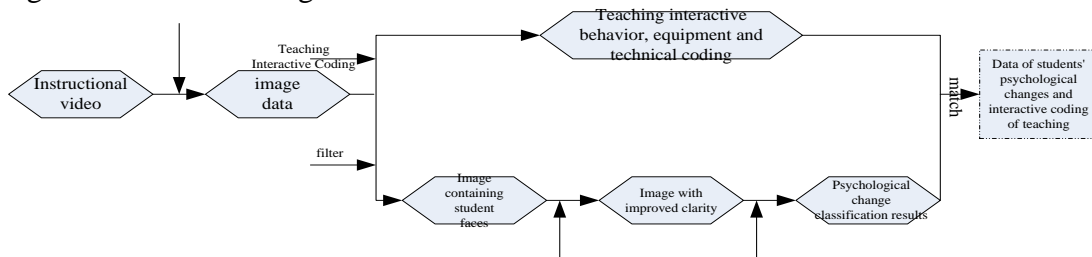 Teaching interactive
behavior, equipment and
technical coding
Teaching
Interactive Coding
Instructional
video
image
data
match
Data of students'
psychological
changes and
interactive coding
of teaching
filter
Image
containing
student
faces
Image with
improved clarity
Psychological
change
classification results